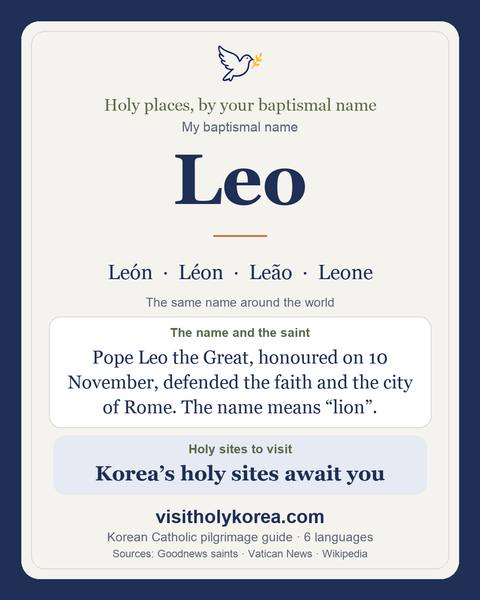 Holy places, by your baptismal name
My baptismal name
Leo
León · Léon · Leão · Leone
The same name around the world
The name and the saint
Pope Leo the Great, honoured on 10
November, defended the faith and the city
of Rome. The name means “lion”.
Holy sites to visit
Korea’s holy sites await you
visitholykorea.com
Korean Catholic pilgrimage guide · 6 languages
Sources: Goodnews saints · Vatican News · Wikipedia